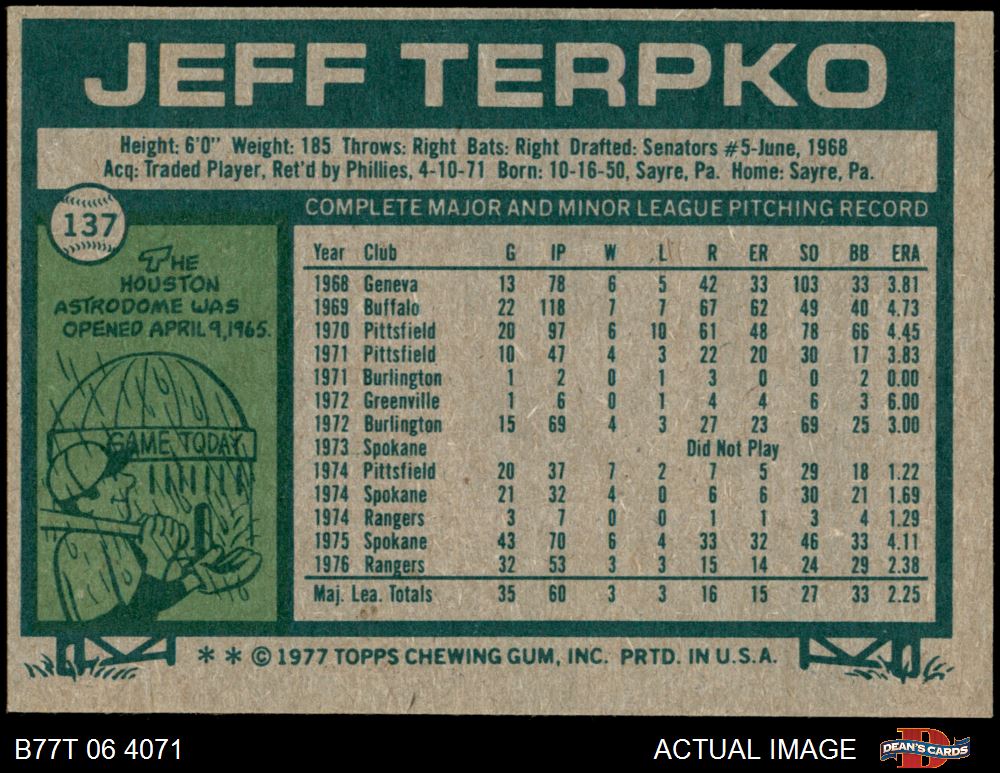 JEFF TERPKO
Height: 6'0" Weight: 185 Throws: Right Bats: Right Drafted: Senators #5-June, 1968
Acq: Traded Player, Ret'd by Phillies, 4-10-71 Born: 10-16-50, Sayre, Pa. Home: Sayre, Pa.
137
THE
HOUSTON
ASTRODOME WAS
OPENED APRIL 9, 1965.
GAME TODAY
COMPLETE MAJOR AND MINOR LEAGUE PITCHING RECORD
Year Club G IP W L R ER SO BB ERA
1968 Geneva 13 78 6 5 42 33 103 33 3.81
1969 Buffalo 22 118 7 7 67 62 49 40 4.73
1970 Pittsfield 20 97 6 10 61 48 78 66 4.45
1971 Pittsfield 10 47 4 3 22 20 30 17 3.83
1971 Burlington 1 2 0 1 3 0 0 2 0.00
1972 Greenville 1 6 0 1 4 4 6 3 6.00
1972 Burlington 15 69 4 3 27 23 69 25 3.00
1973 Spokane Did Not Play
1974 Pittsfield 20 37 7 2 7 5 29 18 1.22
1974 Spokane 21 32 4 0 6 6 30 21 1.69
1974 Rangers 3 7 0 0 1 1 3 4 1.29
1975 Spokane 43 70 6 4 33 32 46 33 4.11
1976 Rangers 32 53 3 3 15 14 24 29 2.38
Maj. Lea. Totals 35 60 3 3 16 15 27 33 2.25
* * © 1977 TOPPS CHEWING GUM, INC. PRTD. IN U.S.A.
B77T 06 4071
ACTUAL IMAGE
DEAN'S CARDS